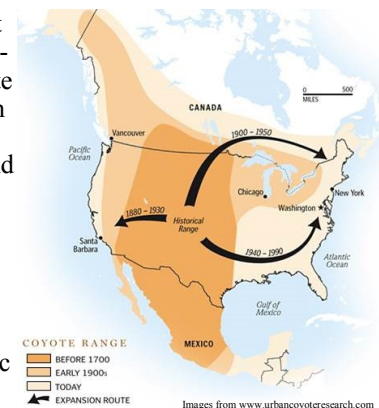 t
-
te
n
d
c
CANADA
0 500
MILES
Vancouver
Pacific
Ocean
1900 – 1950
Chicago
New York
Washington
1880 – 1930
Historical
Range
Santa
Barbara
1940 – 1990
Atlantic
Ocean
Gulf of
Mexico
MEXICO
COYOTE RANGE
BEFORE 1700
EARLY 1900s
TODAY
EXPANSION ROUTE
Images from www.urbancoyoteresearch.com